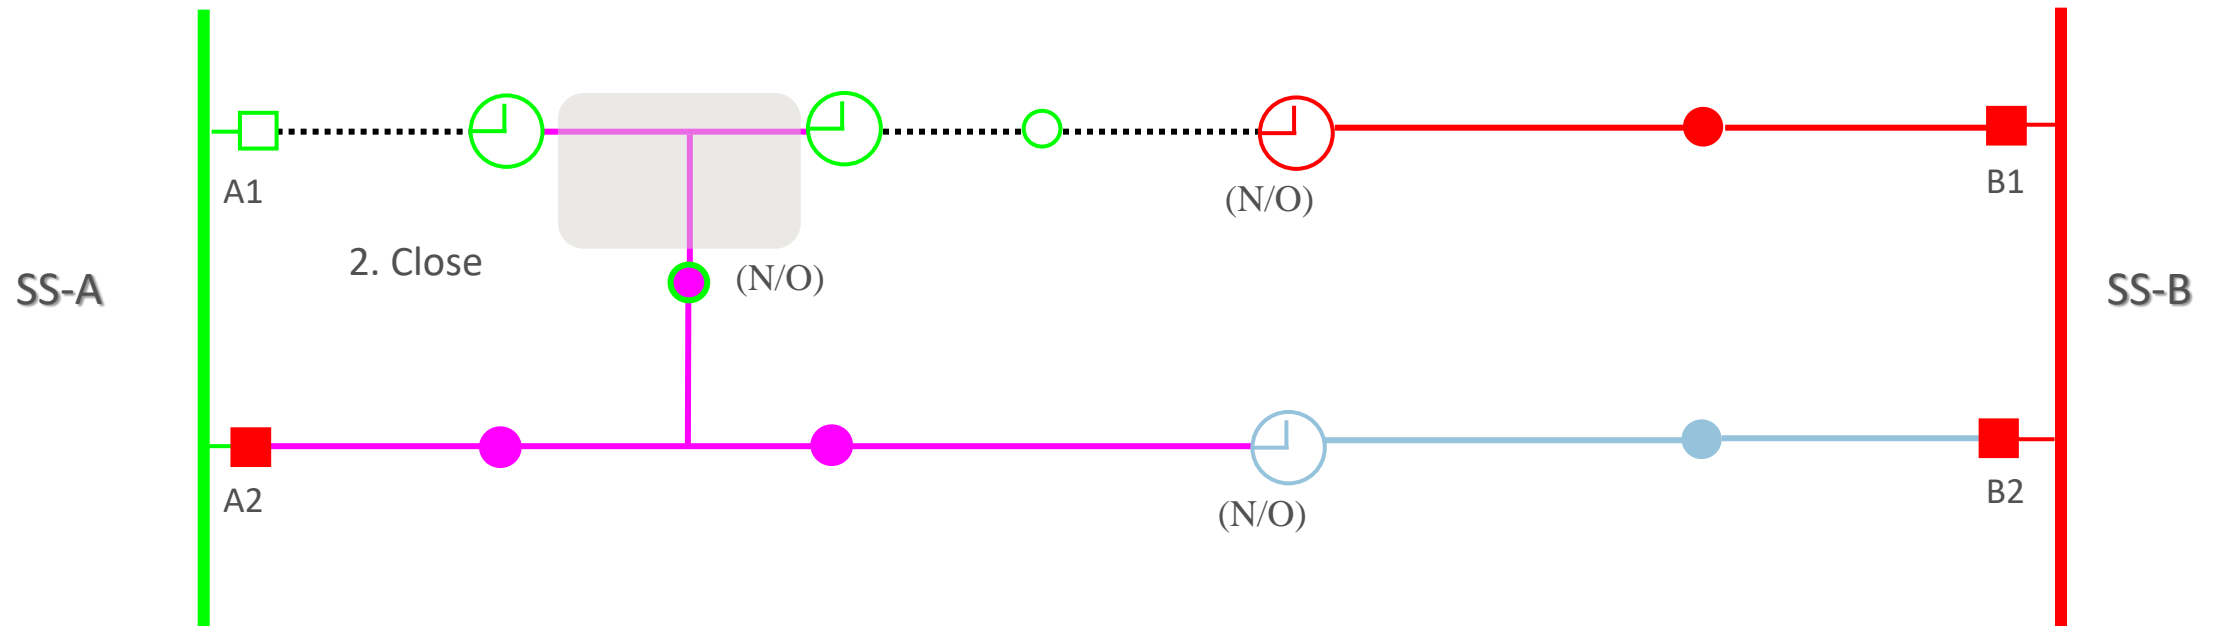 A1
(N/O)
B1
2. Close
(N/O)
SS-A
SS-B
A2
(N/O)
B2